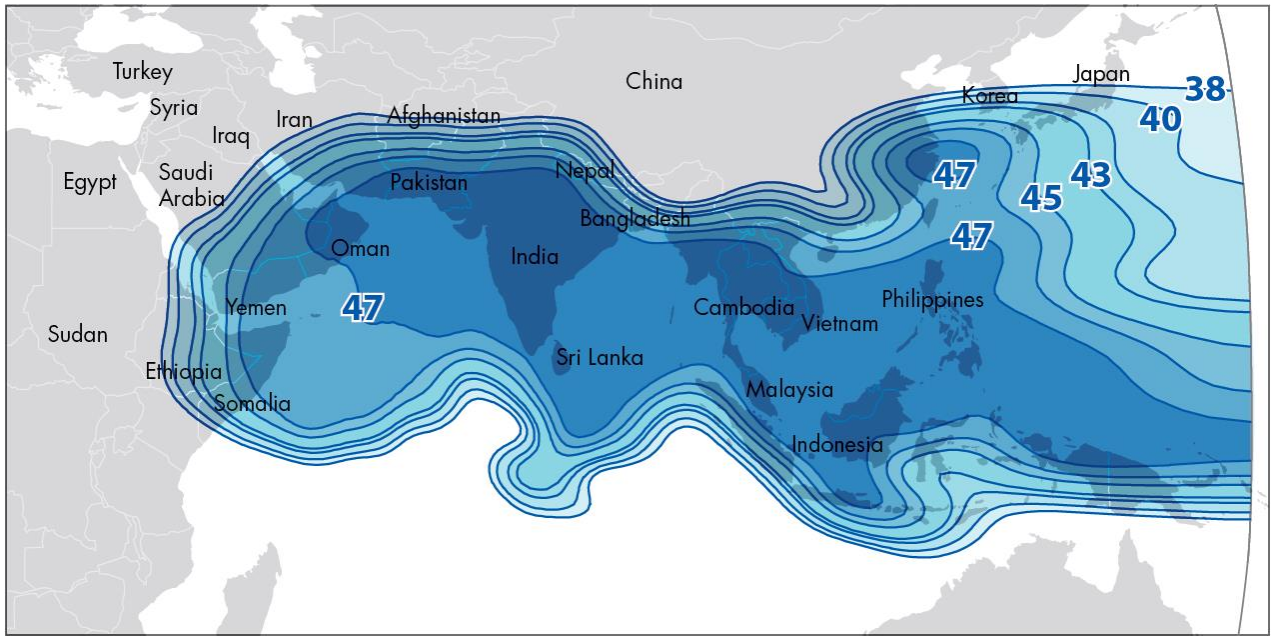 Turkey
China
Japan
Syria
38
Korea
Iran
Afghanistan
40
Iraq
Egypt
Saudi
Arabia
Pakistan
Nepal
47
43
45
Bangladesh
47
Oman
India
Yemen
47
Cambodia
Philippines
Vietnam
Sudan
Sri Lanka
Ethiopia
Malaysia
Somalia
Indonesia